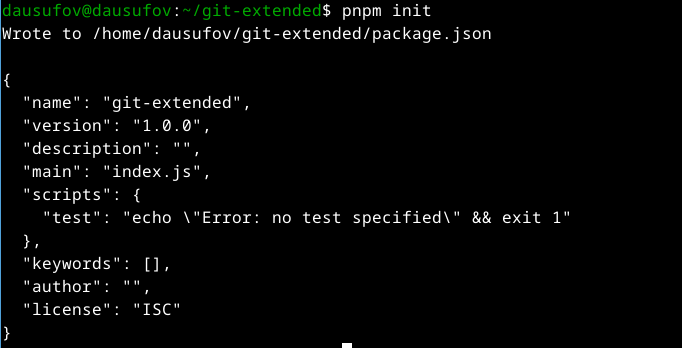 dausufov@dausufov:~/git-extended$ pnpm init
Wrote to /home/dausufov/git-extended/package.json

{
  "name": "git-extended",
  "version": "1.0.0",
  "description": "",
  "main": "index.js",
  "scripts": {
    "test": "echo \"Error: no test specified\" && exit 1"
  },
  "keywords": [],
  "author": "",
  "license": "ISC"
}